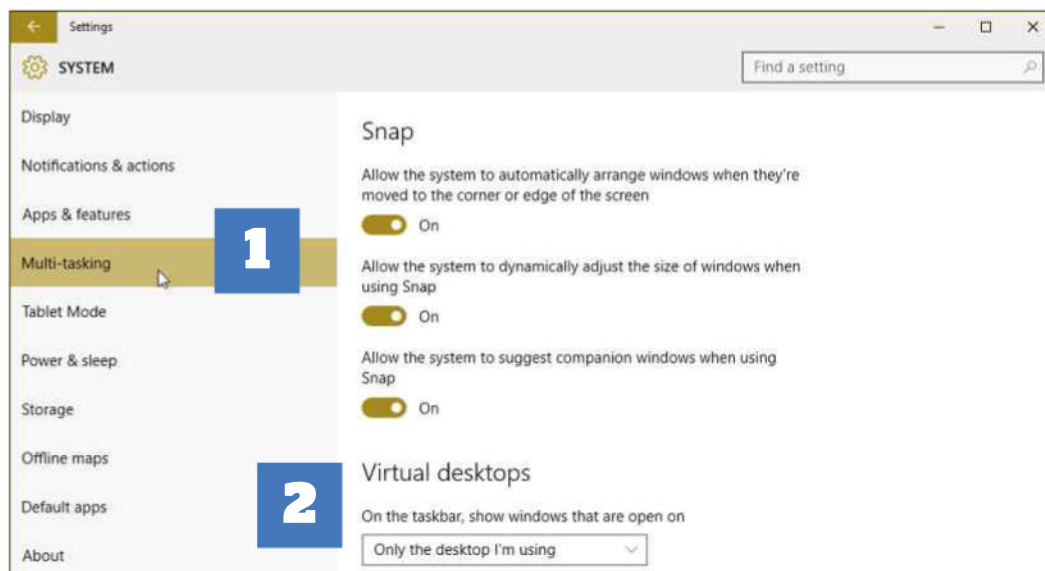 Settings
SYSTEM
Find a setting
Display
Notifications & actions
Apps & features
1
Multi-tasking
Tablet Mode
Power & sleep
Storage
Offline maps
Default apps
About
Snap
Allow the system to automatically arrange windows when they're
moved to the corner or edge of the screen
On
Allow the system to dynamically adjust the size of windows when
using Snap
On
Allow the system to suggest companion windows when using
Snap
On
2
Virtual desktops
On the taskbar, show windows that are open on
Only the desktop I'm using